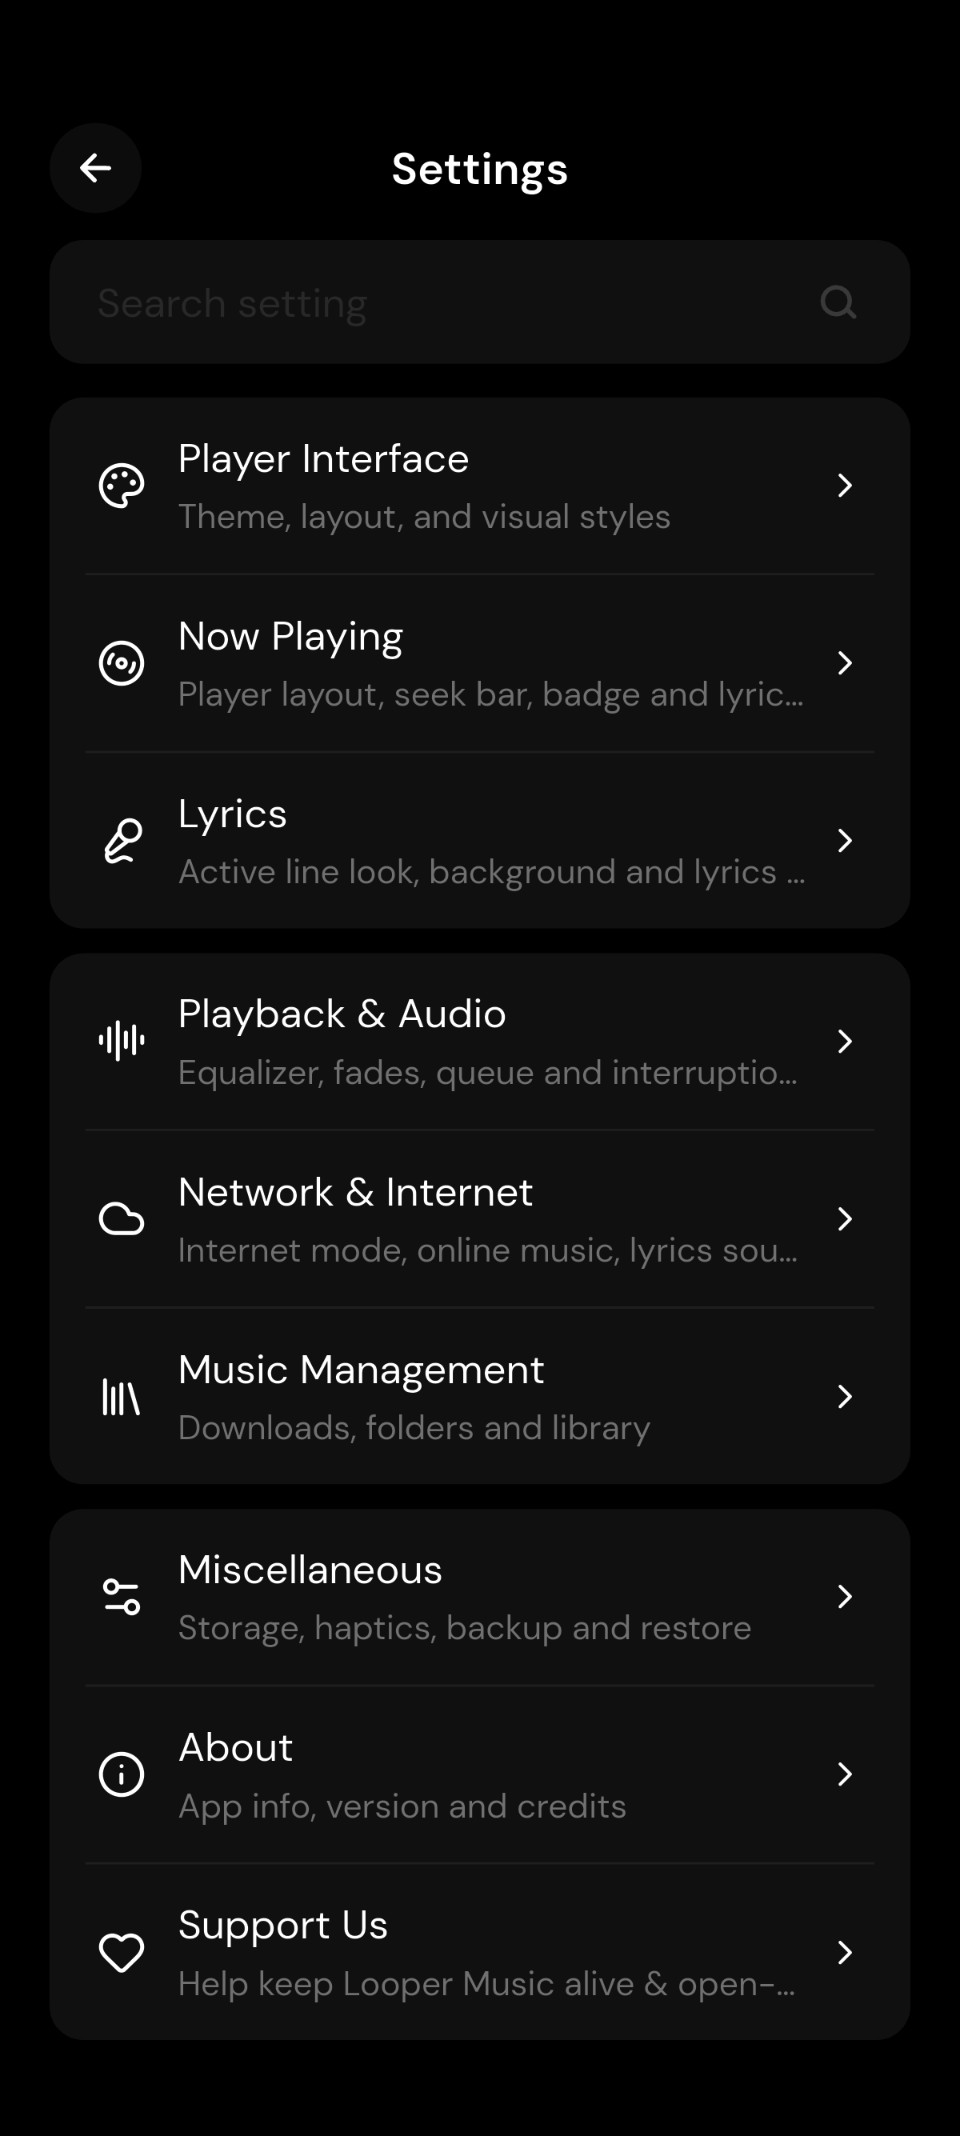 Settings
Search setting
Player Interface
Theme, layout, and visual styles
Now Playing
Player layout, seek bar, badge and lyric...
Lyrics
Active line look, background and lyrics ...
Playback & Audio
Equalizer, fades, queue and interruptio...
Network & Internet
Internet mode, online music, lyrics sou...
Music Management
Downloads, folders and library
Miscellaneous
Storage, haptics, backup and restore
About
App info, version and credits
Support Us
Help keep Looper Music alive & open-...